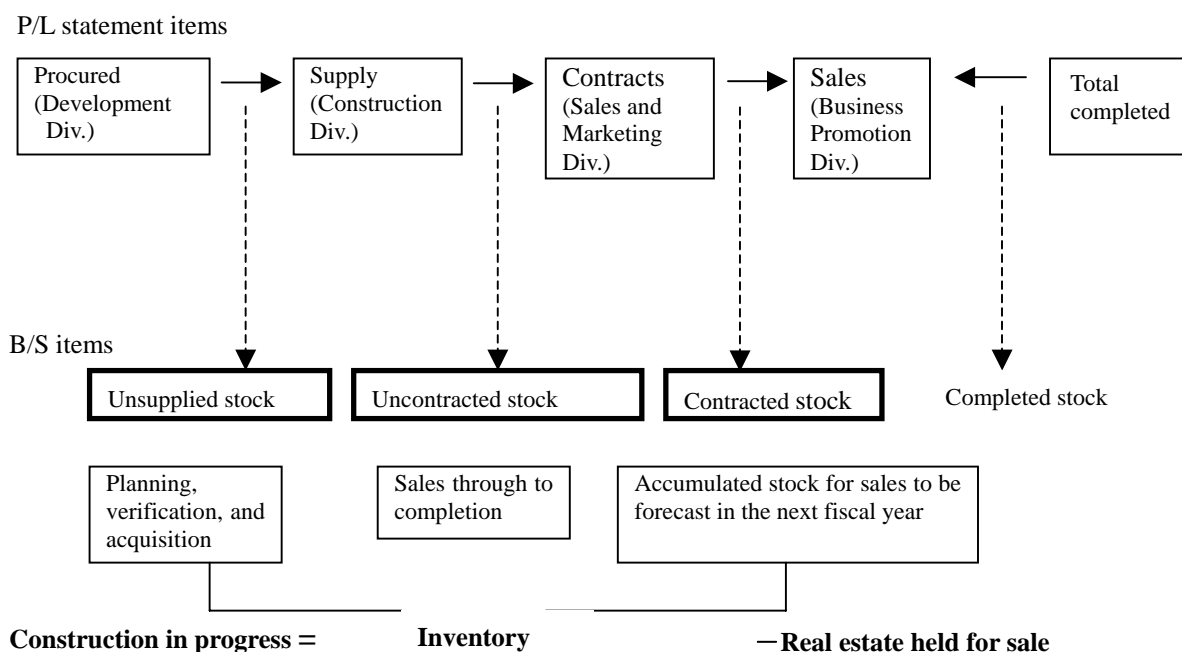 P/L statement items
Procured
(Development
Div.)
Supply
(Construction
Div.)
Contracts
(Sales and
Marketing
Div.)
Sales
(Business
Promotion
Div.)
Total
completed
B/S items
Unsupplied stock
Uncontracted stock
Contracted stock
Completed stock
Planning,
verification, and
acquisition
Sales through to
completion
Accumulated stock for sales to be
forecast in the next fiscal year
Construction in progress = Inventory －Real estate held for sale